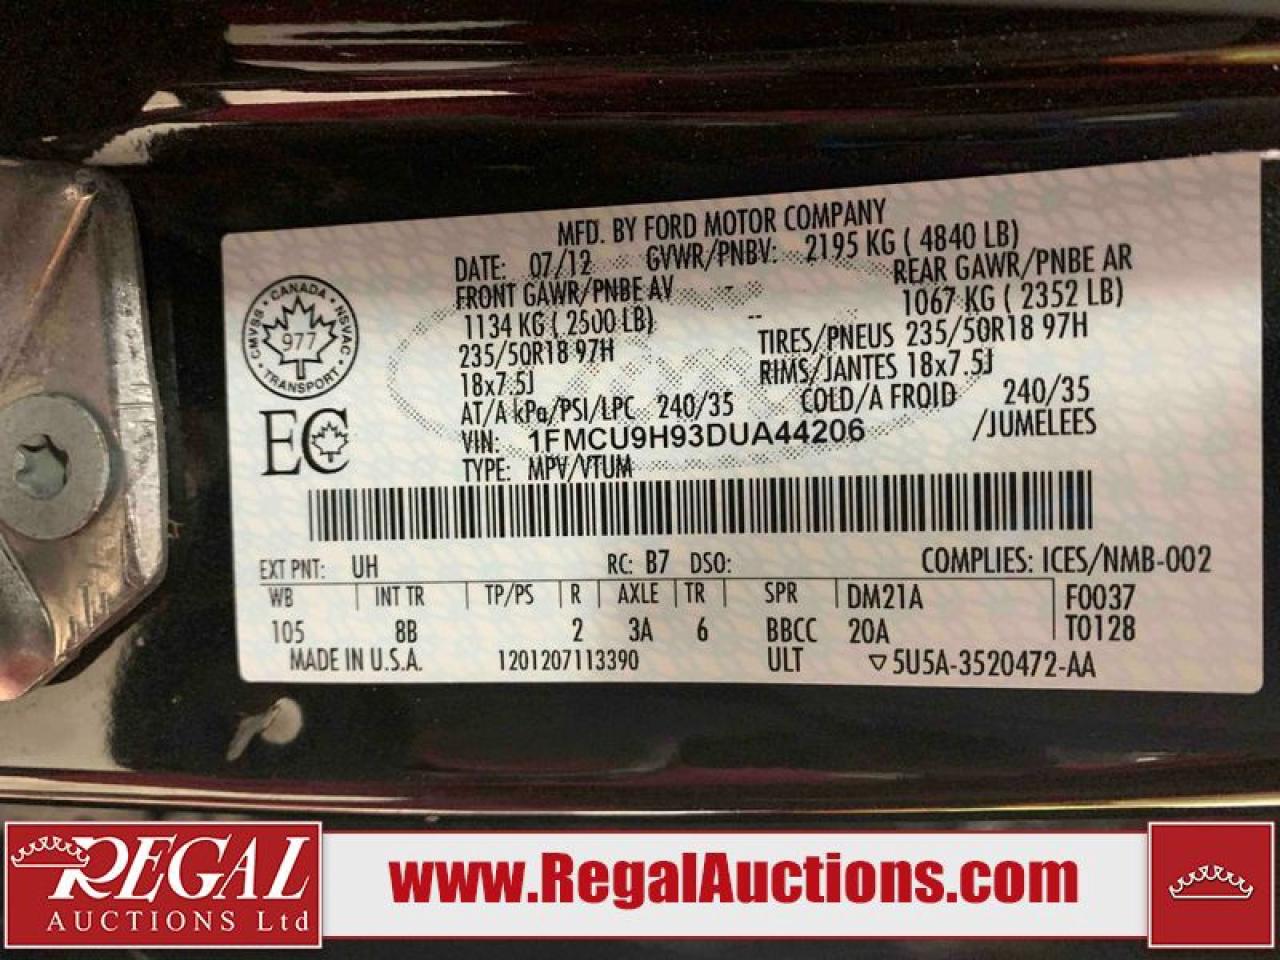 MFD. BY FORD MOTOR COMPANY
DATE: 07/12 GVWR/PNBV: 2195 KG ( 4840 LB)
FRONT GAWR/PNBE AV -- REAR GAWR/PNBE AR
1134 KG ( 2500 LB) -- 1067 KG ( 2352 LB)
235/50R18 97H TIRES/PNEUS 235/50R18 97H
18x7.5J RIMS/JANTES 18x7.5J
AT/A kPa/PSI/LPC 240/35 COLD/A FROID 240/35
VIN: 1FMCU9H93DUA44206 /JUMELEES
TYPE: MPV/VTUM
CANADA
CMVSS NSVAC
977
TRANSPORT
EC
EXT PNT: UH RC: B7 DSO: COMPLIES: ICES/NMB-002
WB INT TR TP/PS R AXLE TR SPR DM21A F0037
105 8B 2 3A 6 BBCC 20A T0128
MADE IN U.S.A. 1201207113390 ULT 5U5A-3520472-AA
REGAL
AUCTIONS Ltd
www.RegalAuctions.com